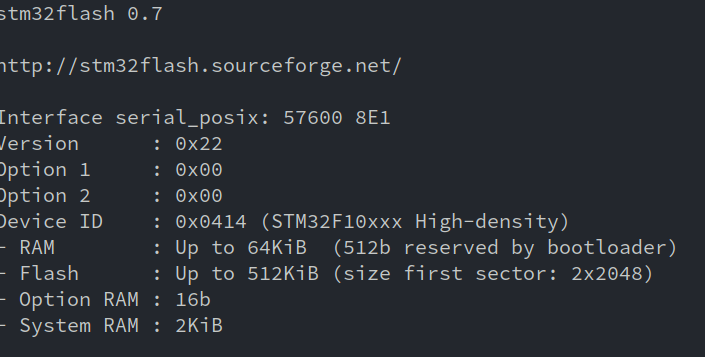 stm32flash 0.7
http://stm32flash.sourceforge.net/
Interface serial_posix: 57600 8E1
Version      : 0x22
Option 1     : 0x00
Option 2     : 0x00
Device ID    : 0x0414 (STM32F10xxx High-density)
- RAM        : Up to 64KiB  (512b reserved by bootloader)
- Flash      : Up to 512KiB (size first sector: 2x2048)
- Option RAM : 16b
- System RAM : 2KiB